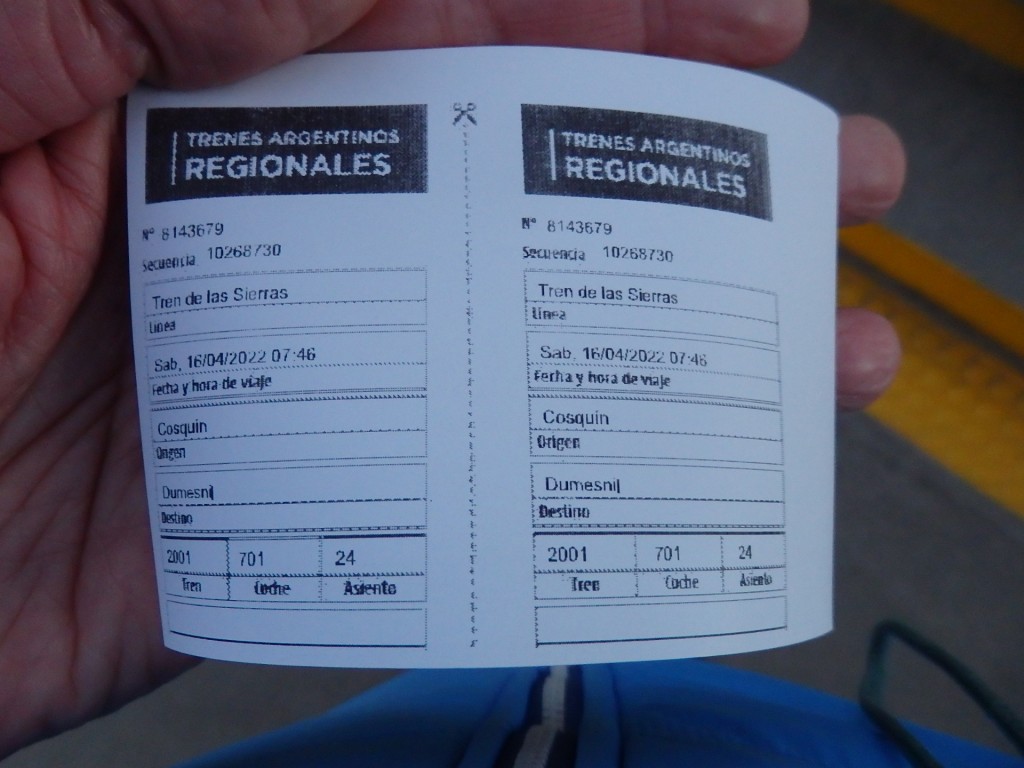 TRENES ARGENTINOS
REGIONALES
N° 8143679
Secuencia 10268730
Tren de las Sierras
Línea
Sab, 16/04/2022 07:46
Fecha y hora de viaje
Cosquin
Origen
Dumesnil
Destino
2001 701 24
Tren Coche Asiento
TRENES ARGENTINOS
REGIONALES
N° 8143679
Secuencia 10268730
Tren de las Sierras
Línea
Sab, 16/04/2022 07:46
Fecha y hora de viaje
Cosquin
Origen
Dumesnil
Destino
2001 701 24
Tren Coche Asiento